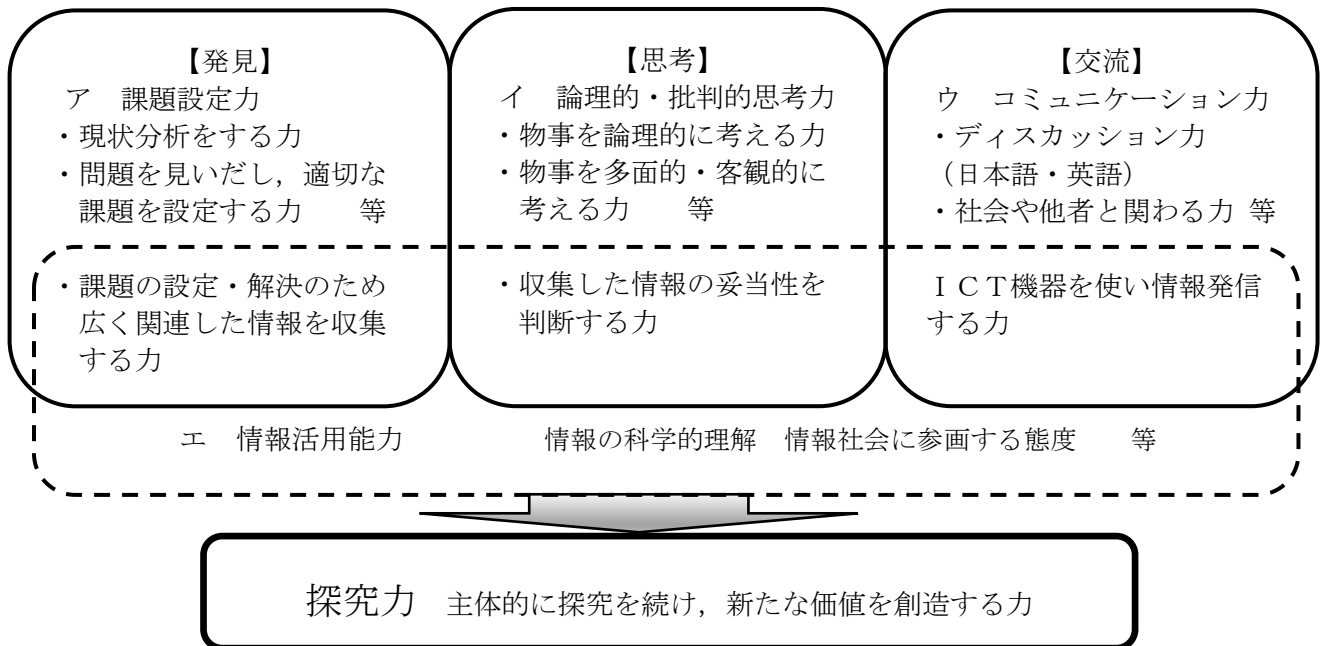 【発見】
ア　課題設定力
・現状分析をする力
・問題を見いだし，適切な
課題を設定する力　　等
・課題の設定・解決のため
広く関連した情報を収集
する力
【思考】
イ　論理的・批判的思考力
・物事を論理的に考える力
・物事を多面的・客観的に
考える力　　等
・収集した情報の妥当性を
判断する力
【交流】
ウ　コミュニケーション力
・ディスカッション力
（日本語・英語）
・社会や他者と関わる力 等
ＩＣＴ機器を使い情報発信
する力
エ　情報活用能力　　　　　情報の科学的理解　情報社会に参画する態度　　等
探究力　主体的に探究を続け，新たな価値を創造する力